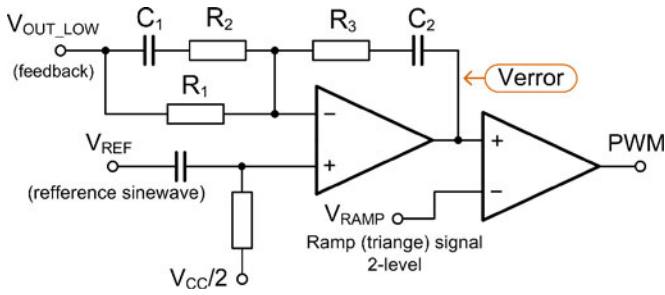 C1 R2 R3 C2
VOUT_LOW
(feedback)
R1
Verror
VREF
(refference sinewave)
VCC/2
VRAMP
Ramp (triange) signal
2-level
PWM
− + + −